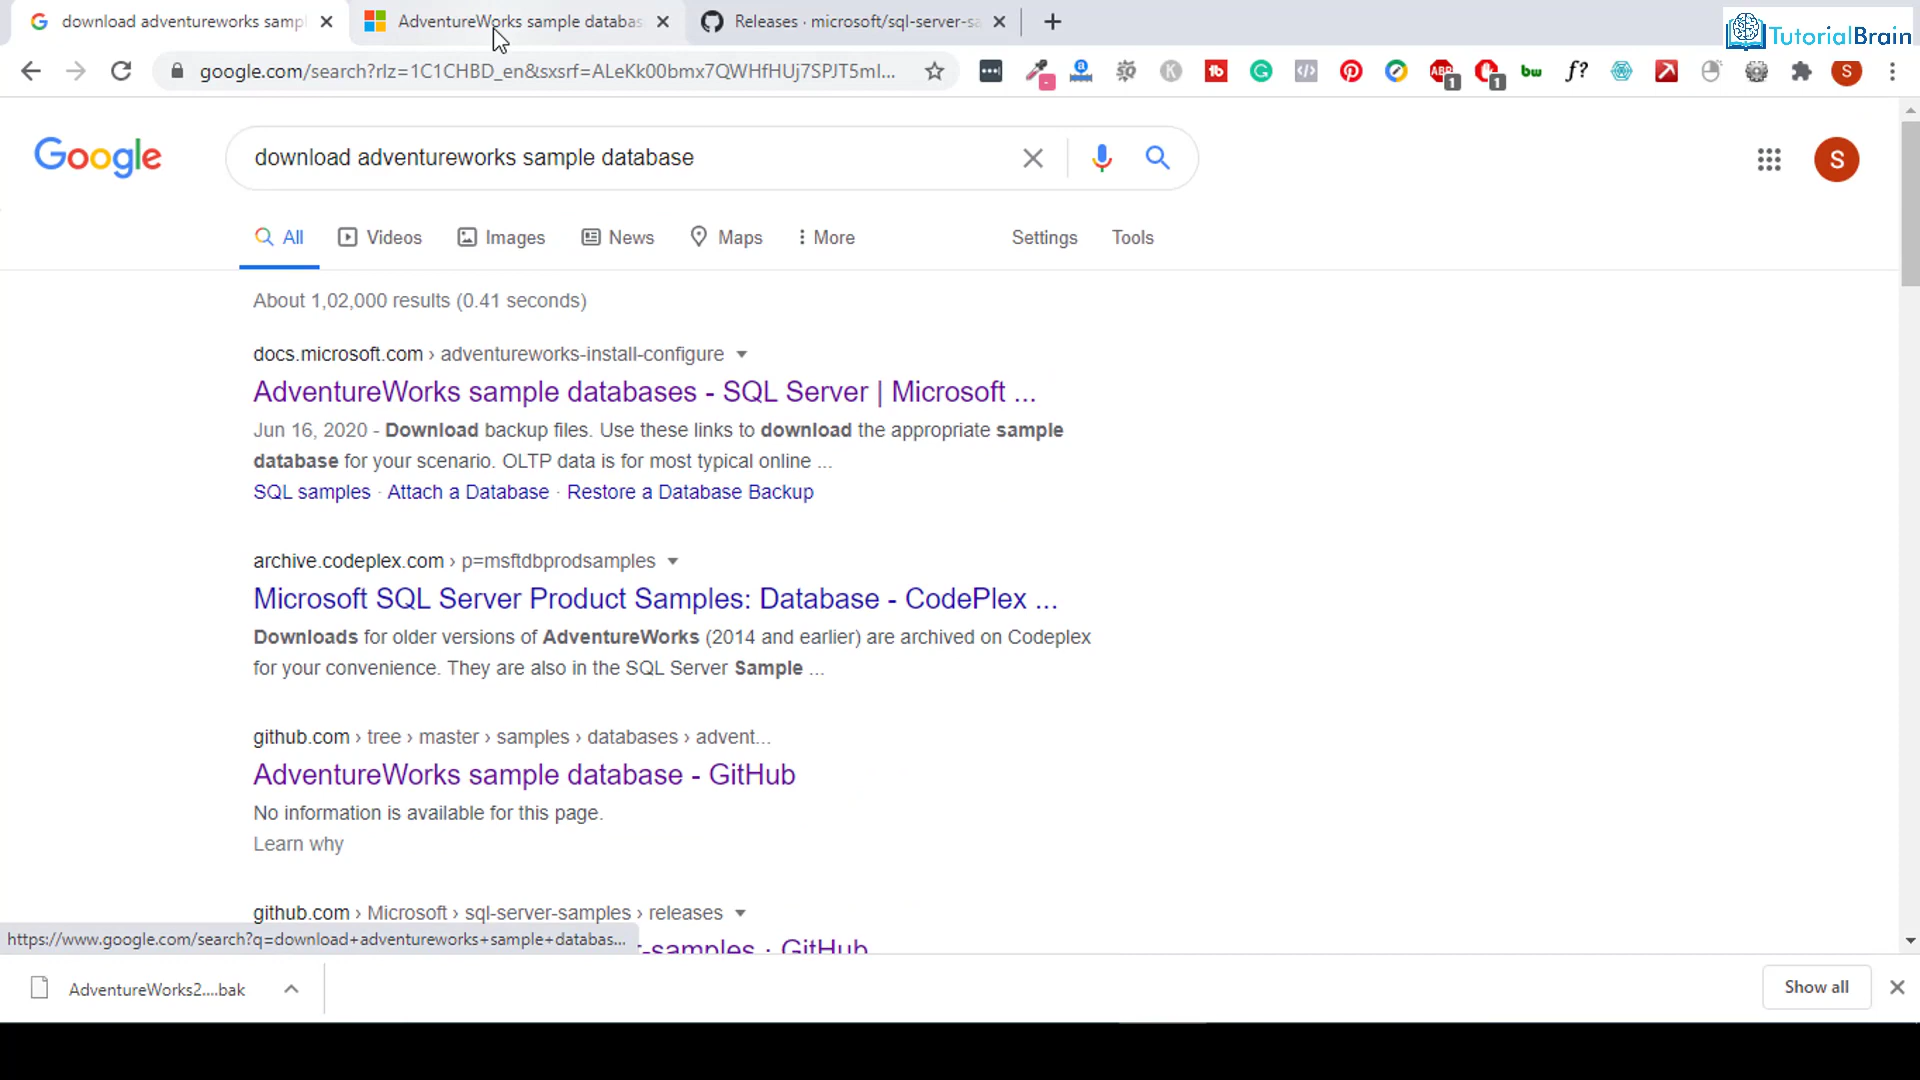 download adventureworks sampl
AdventureWorks sample databas
Releases · microsoft/sql-server-sa
TutorialBrain
google.com/search?rlz=1C1CHBD_en&sxsrf=ALeKk00bmx7QWHfHUj7SPJT5ml...
ABP
1
1
bw
f?
S
Google
download adventureworks sample database
S
All
Videos
Images
News
Maps
More
Settings
Tools
About 1,02,000 results (0.41 seconds)
docs.microsoft.com › adventureworks-install-configure
AdventureWorks sample databases - SQL Server | Microsoft ...
Jun 16, 2020 - Download backup files. Use these links to download the appropriate sample
database for your scenario. OLTP data is for most typical online ...
SQL samples · Attach a Database · Restore a Database Backup
archive.codeplex.com › p=msftdbprodsamples
Microsoft SQL Server Product Samples: Database - CodePlex ...
Downloads for older versions of AdventureWorks (2014 and earlier) are archived on Codeplex
for your convenience. They are also in the SQL Server Sample ...
github.com › tree › master › samples › databases › advent...
AdventureWorks sample database - GitHub
No information is available for this page.
Learn why
github.com › Microsoft › sql-server-samples › releases
-samples · GitHub
https://www.google.com/search?q=download+adventureworks+sample+databas...
AdventureWorks2....bak
Show all